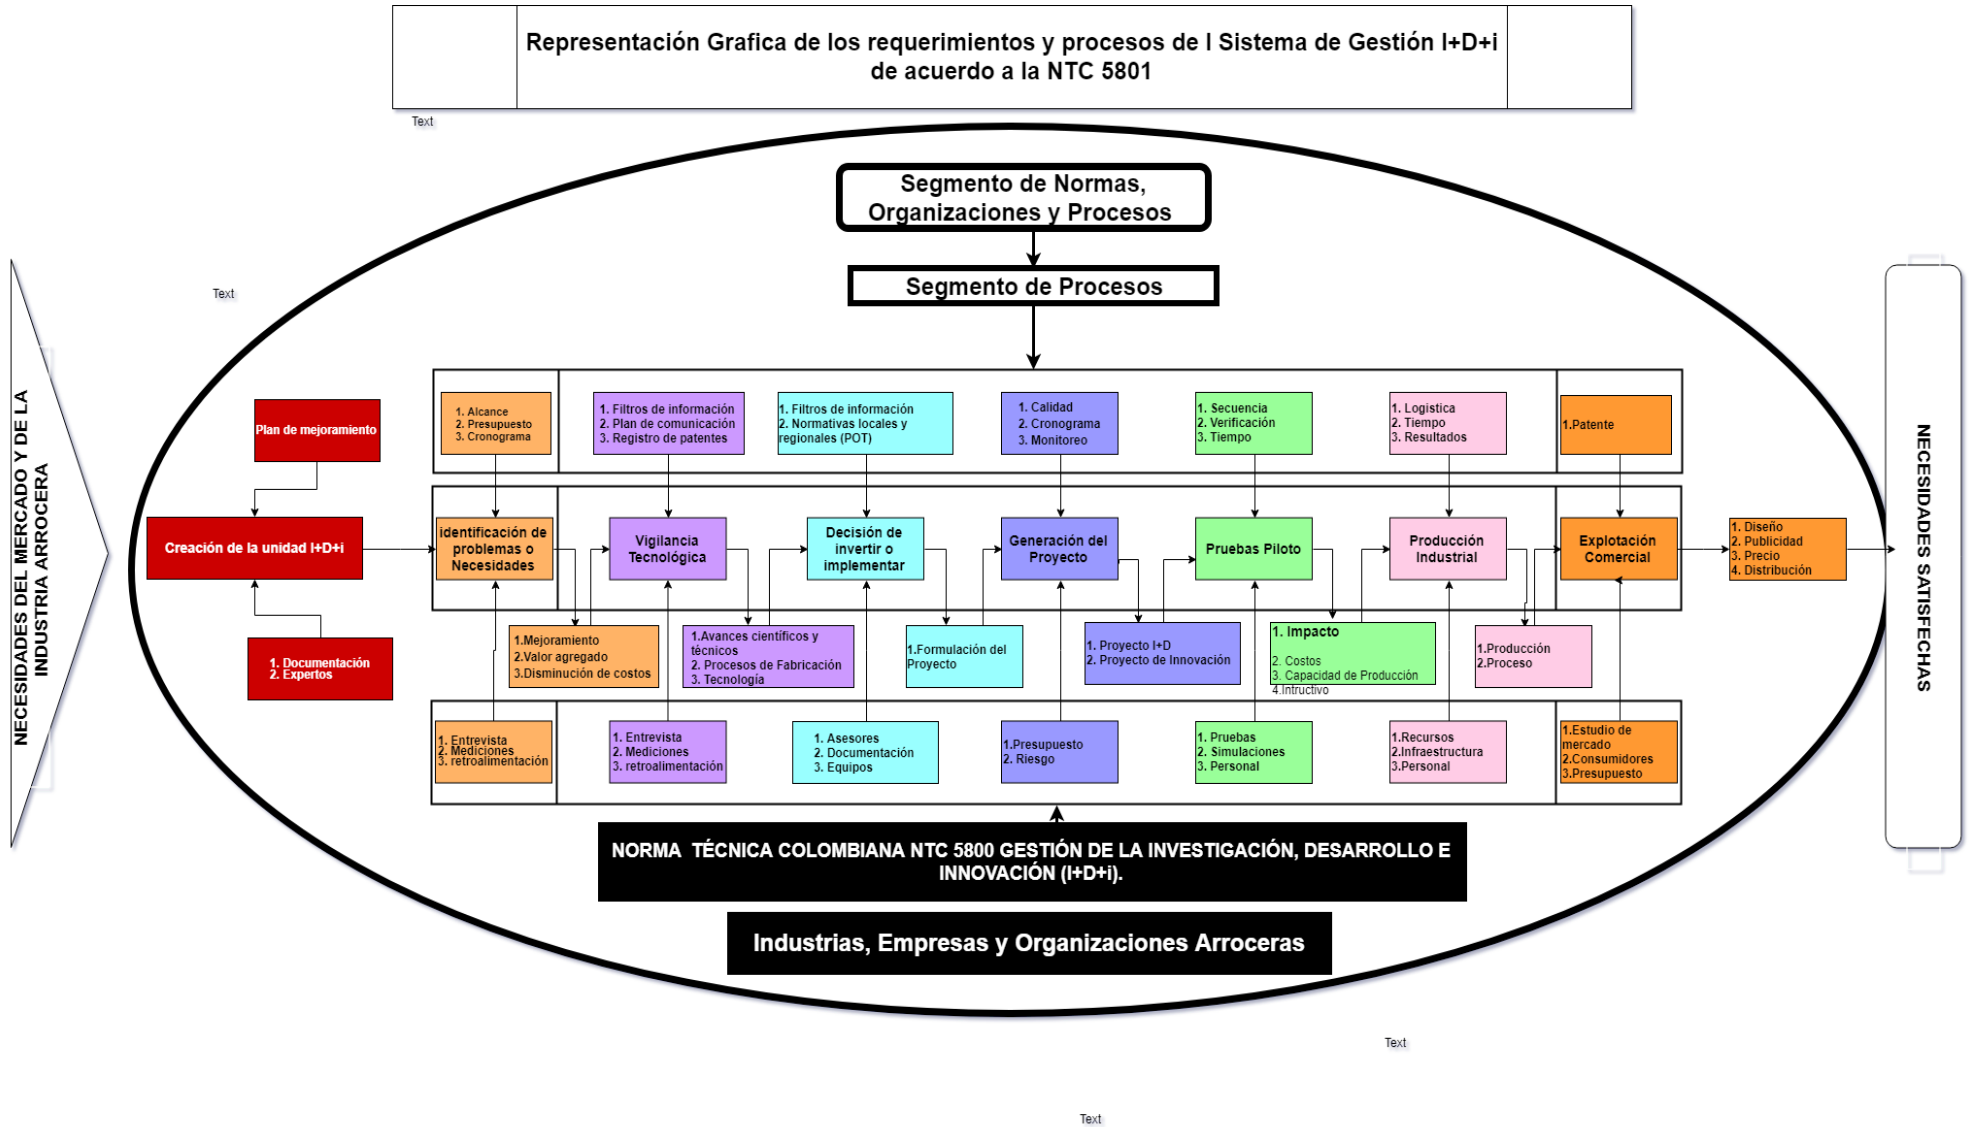 Representación Grafica de los requerimientos y procesos de l Sistema de Gestión I+D+i
de acuerdo a la NTC 5801
Text
Segmento de Normas,
Organizaciones y Procesos
Segmento de Procesos
Text
NECESIDADES DEL MERCADO Y DE LA
INDUSTRIA ARROCERA
Plan de mejoramiento
Creación de la unidad I+D+i
1. Documentación
2. Expertos
1. Alcance
2. Presupuesto
3. Cronograma
1. Filtros de información
2. Plan de comunicación
3. Registro de patentes
1. Filtros de información
2. Normativas locales y
regionales (POT)
1. Calidad
2. Cronograma
3. Monitoreo
1. Secuencia
2. Verificación
3. Tiempo
1. Logistica
2. Tiempo
3. Resultados
1.Patente
identificación de
problemas o
Necesidades
Vigilancia
Tecnológica
Decisión de
invertir o
implementar
Generación del
Proyecto
Pruebas Piloto
Producción
Industrial
Explotación
Comercial
1. Diseño
2. Publicidad
3. Precio
4. Distribución
1.Mejoramiento
2.Valor agregado
3.Disminución de costos
1.Avances científicos y
técnicos
2. Procesos de Fabricación
3. Tecnología
1.Formulación del
Proyecto
1. Proyecto I+D
2. Proyecto de Innovación
1. Impacto
2. Costos
3. Capacidad de Producción
4.Intructivo
1.Producción
2.Proceso
1. Entrevista
2. Mediciones
3. retroalimentación
1. Entrevista
2. Mediciones
3. retroalimentación
1. Asesores
2. Documentación
3. Equipos
1.Presupuesto
2. Riesgo
1. Pruebas
2. Simulaciones
3. Personal
1.Recursos
2.Infraestructura
3.Personal
1.Estudio de
mercado
2.Consumidores
3.Presupuesto
NECESIDADES SATISFECHAS
NORMA TÉCNICA COLOMBIANA NTC 5800 GESTIÓN DE LA INVESTIGACIÓN, DESARROLLO E
INNOVACIÓN (I+D+i).
Industrias, Empresas y Organizaciones Arroceras
Text
Text